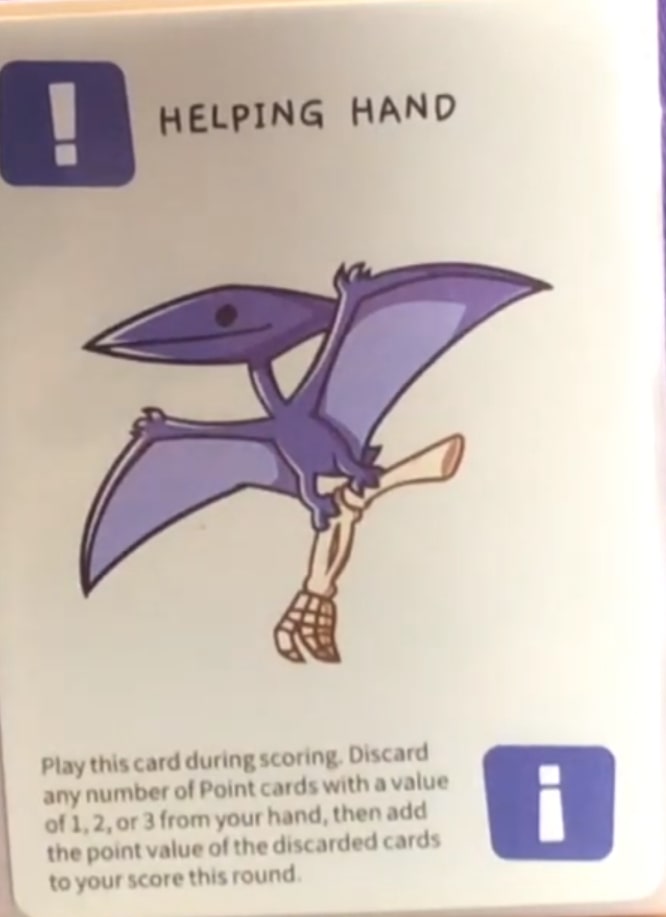 !
HELPING HAND
Play this card during scoring. Discard
any number of Point cards with a value
of 1, 2, or 3 from your hand, then add
the point value of the discarded cards
to your score this round.
i